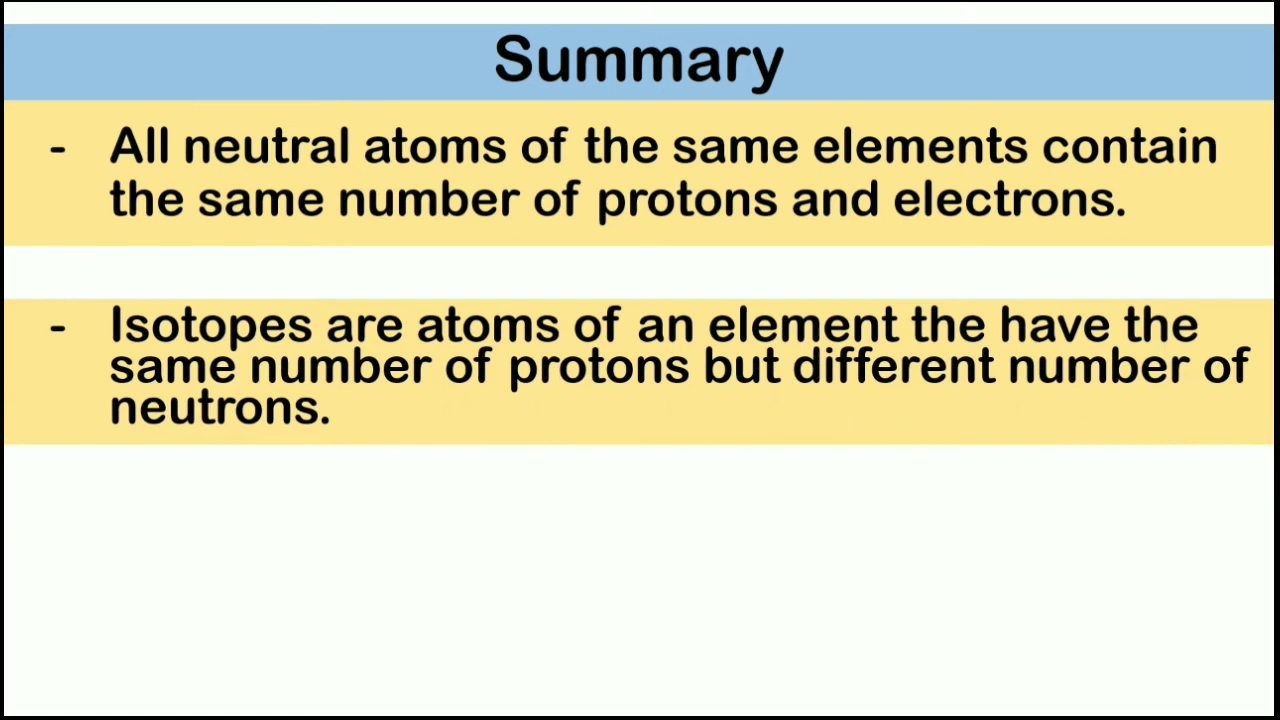 Summary
- All neutral atoms of the same elements contain
the same number of protons and electrons.
- Isotopes are atoms of an element the have the
same number of protons but different number of
neutrons.